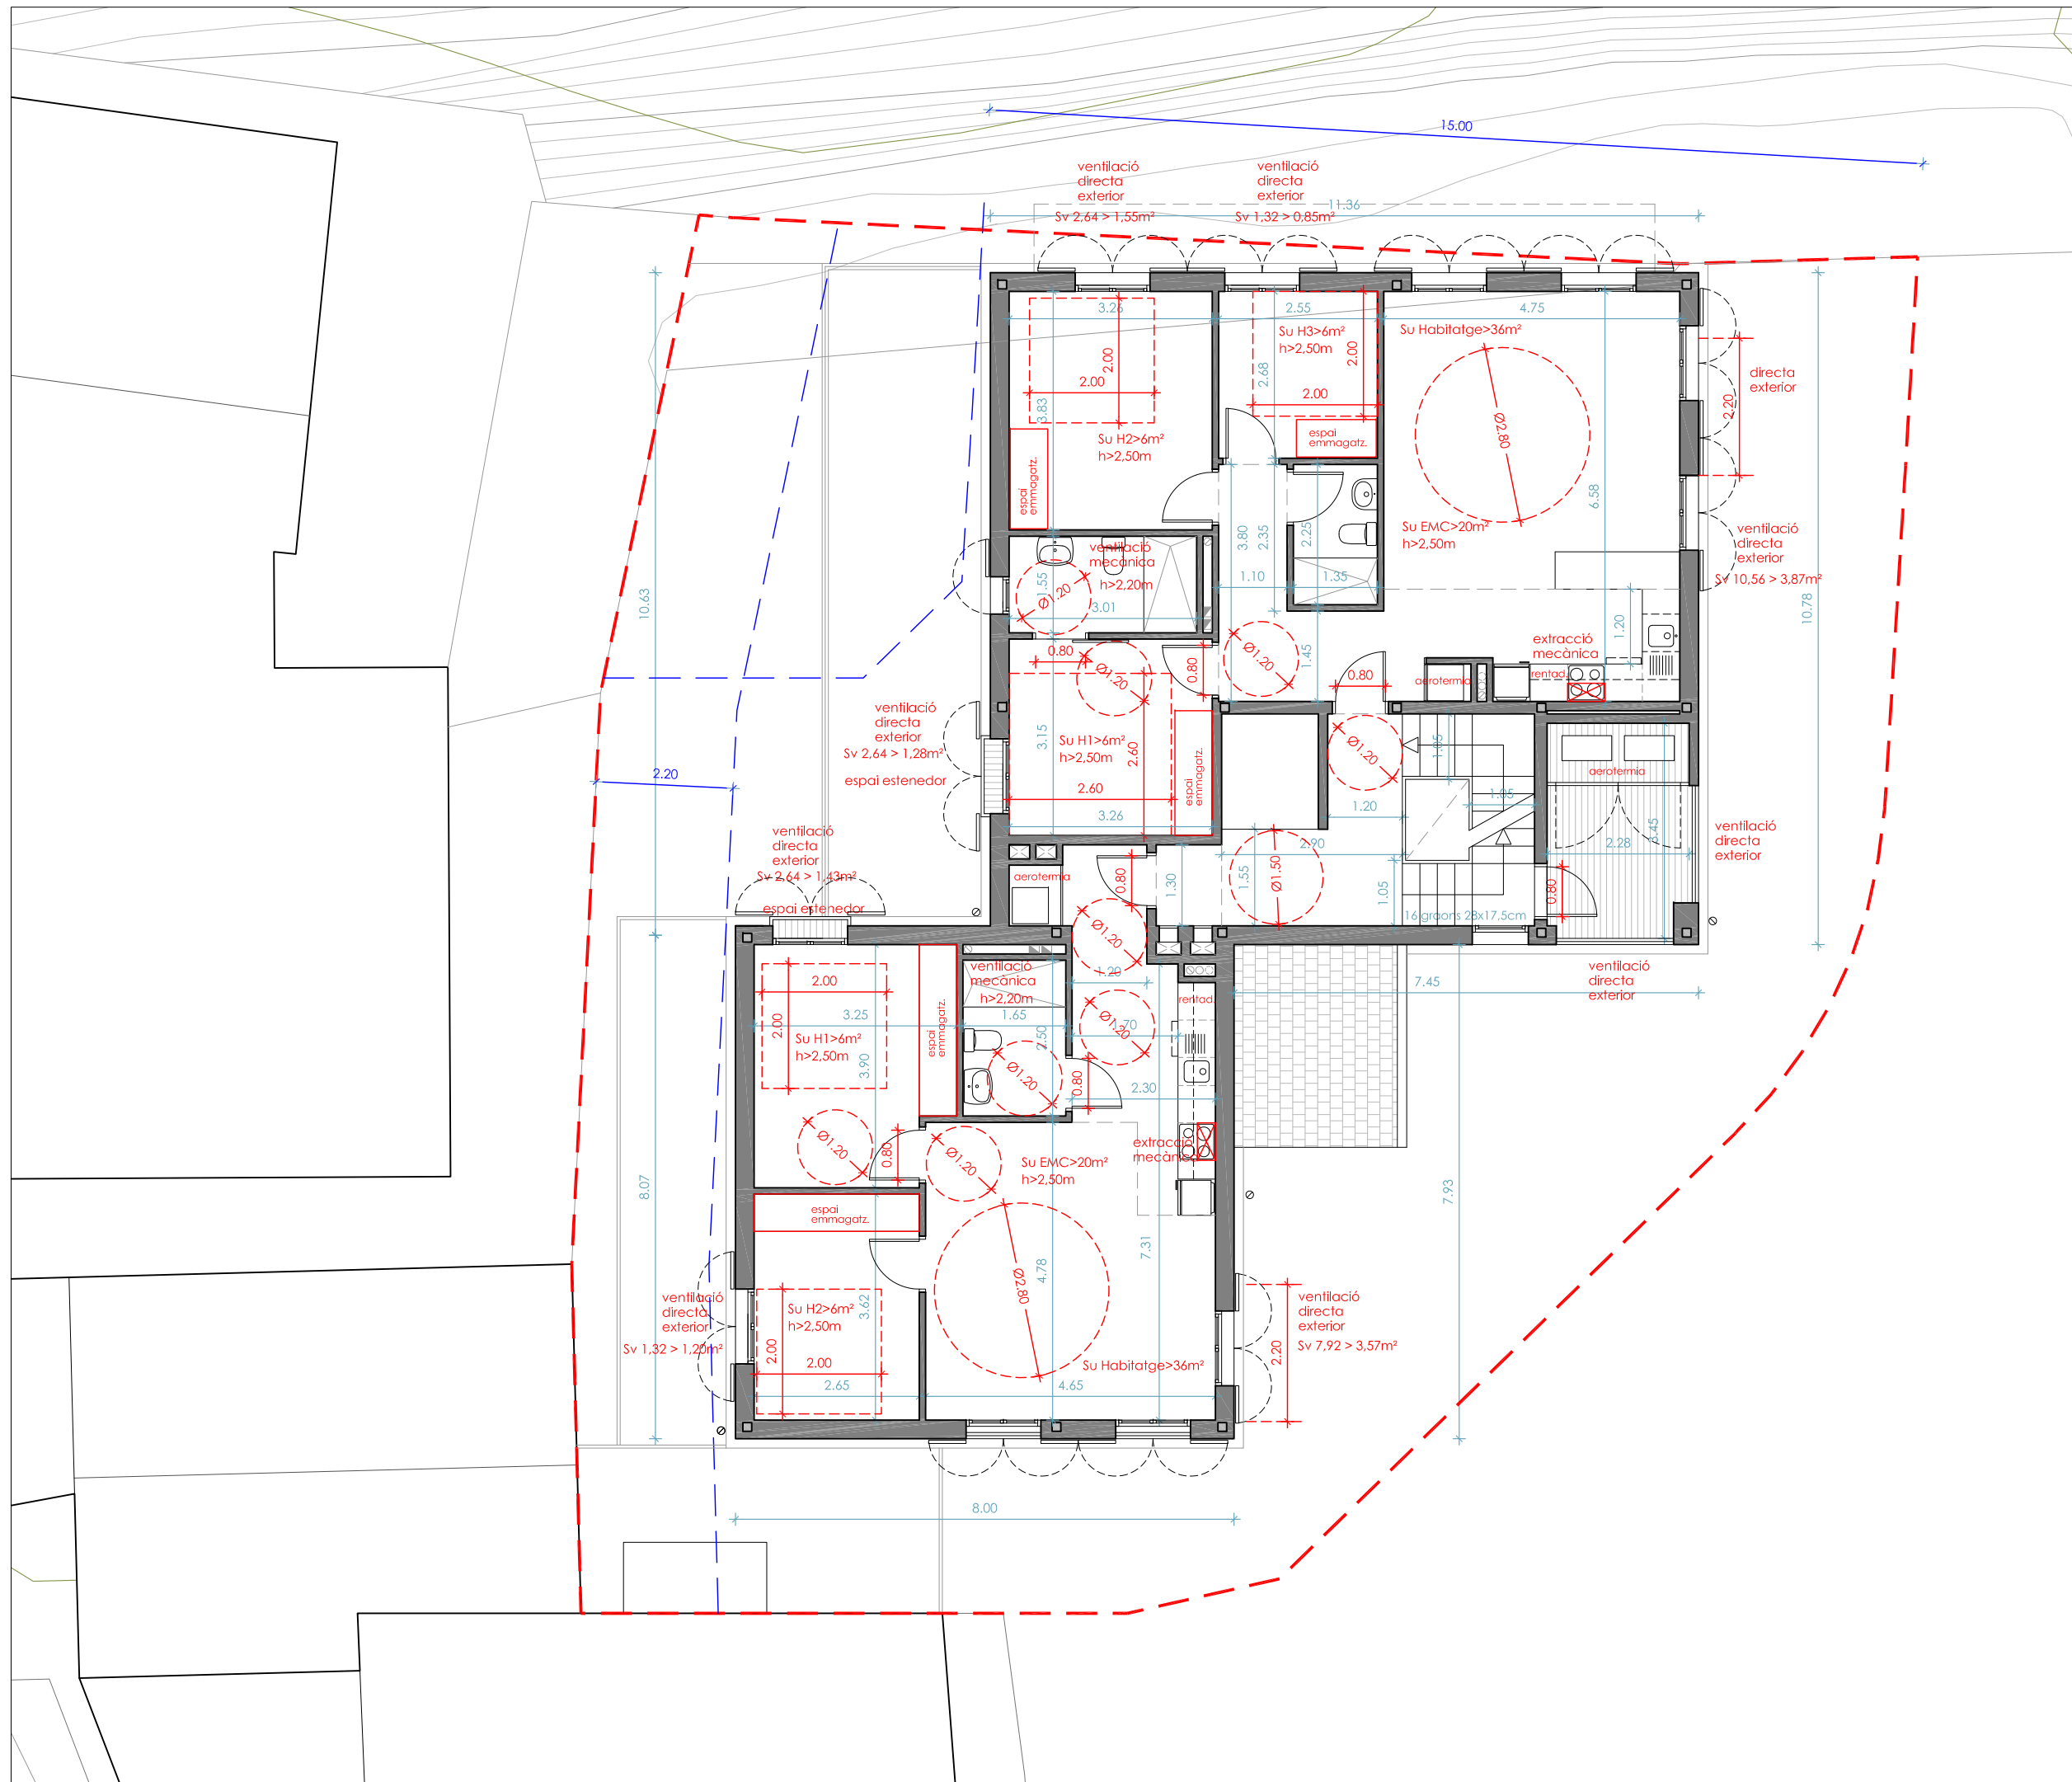 15.00
ventilació
directa
exterior
Sv 2,64 > 1,55m²
ventilació
directa
exterior
Sv 1,32 > 0,85m²
11.36
3.26
2.00
2.00
3.83
Su H2>6m²
h>2,50m
espai
emmagatz.
2.55
Su H3>6m²
h>2,50m
2.00
2.68
2.00
espai
emmagatz.
4.75
Su Habitatge>36m²
Ø2.80
Su EMC>20m²
h>2,50m
6.58
directa
exterior
2.20
ventilació
directa
exterior
Sv 10,56 > 3,87m²
10.78
10.63
ventilació
mecànica
h>2,20m
1.55
Ø1.20
3.01
3.80
2.35
2.25
1.10
1.35
1.20
extracció
mecànica
rentad.
aerotermia
0.80
Ø1.20
0.80
Ø1.20
1.45
0.80
3.15
Su H1>6m²
h>2,50m
2.60
2.60
espai
emmagatz.
3.26
ventilació
directa
exterior
Sv 2,64 > 1,28m²
espai estenedor
2.20
Ø1.20
1.20
1.05
1.05
aerotermia
3.45
2.28
0.80
ventilació
directa
exterior
2.90
Ø1.50
1.55
1.30
1.05
16 graons 28x17,5cm
ventilació
directa
exterior
Sv 2,64 > 1,43m²
espai estenedor
aerotermia
0.80
Ø1.20
1.20
ventilació
directa
exterior
7.45
2.00
2.00
3.25
Su H1>6m²
h>2,50m
3.90
espai
emmagatz.
ventilació
mecànica
h>2,20m
1.65
2.50
Ø1.20
Ø1.20
1.70
rentad.
0.80
2.30
extracció
mecànica
Ø1.20
0.80
Ø1.20
Su EMC>20m²
h>2,50m
8.07
7.93
espai
emmagatz.
Ø2.80
4.78
7.31
ventilació
directa
exterior
Sv 1,32 > 1,20m²
Su H2>6m²
h>2,50m
3.62
2.00
2.00
2.65
4.65
Su Habitatge>36m²
ventilació
directa
exterior
Sv 7,92 > 3,57m²
2.20
8.00